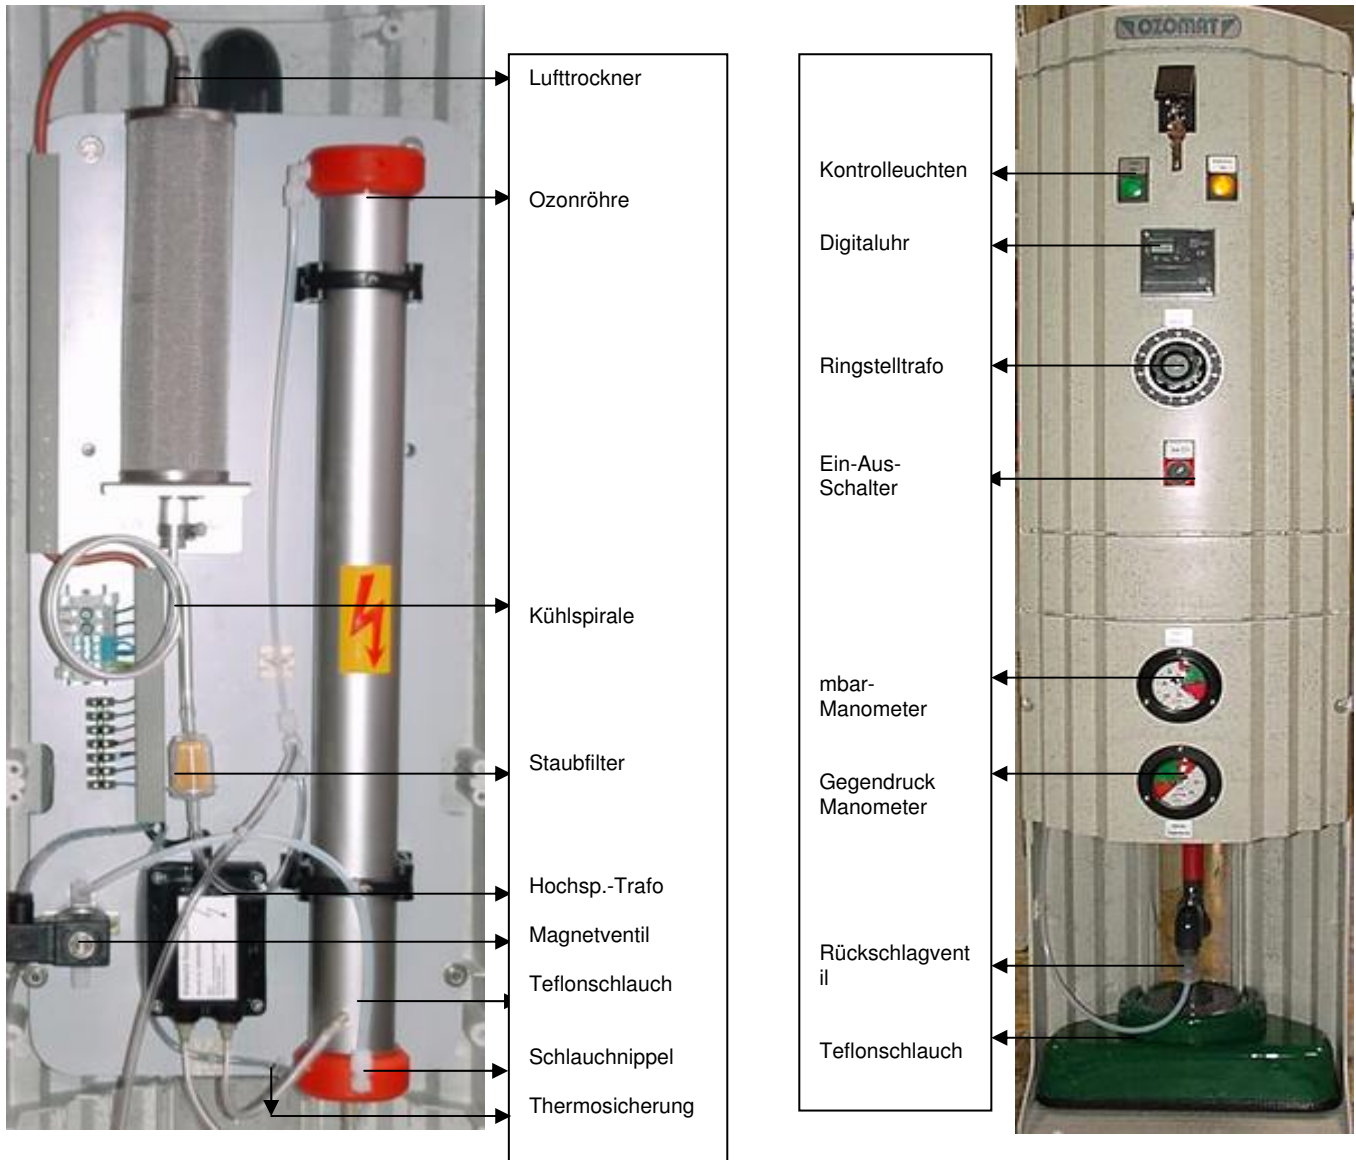 Lufttrockner
Ozonröhre
Kühlspirale
Staubfilter
Hochsp.-Trafo
Magnetventil
Teflonschlauch
Schlauchnippel
Thermosicherung
Kontrolleuchten
Digitaluhr
Ringstelltrafo
Ein-Aus-
Schalter
mbar-
Manometer
Gegendruck
Manometer
Rückschlagvent
il
Teflonschlauch
OZOMAT